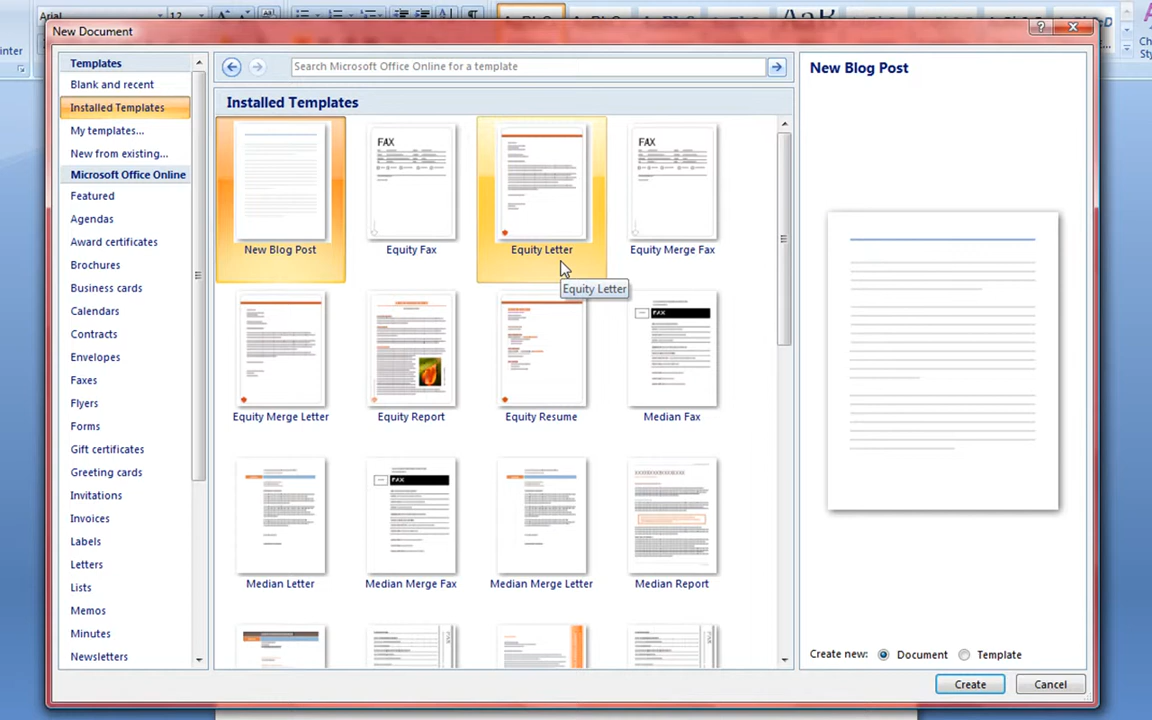 Arial
12
New Document
Templates
Blank and recent
Installed Templates
My templates...
New from existing...
Microsoft Office Online
Featured
Agendas
Award certificates
Brochures
Business cards
Calendars
Contracts
Envelopes
Faxes
Flyers
Forms
Gift certificates
Greeting cards
Invitations
Invoices
Labels
Letters
Lists
Memos
Minutes
Newsletters
Search Microsoft Office Online for a template
Installed Templates
FAX
FAX
New Blog Post
Equity Fax
Equity Letter
Equity Merge Fax
Equity Letter
FAX
Equity Merge Letter
Equity Report
Equity Resume
Median Fax
FAX
Median Letter
Median Merge Fax
Median Merge Letter
Median Report
New Blog Post
Create new:
Document
Template
Create
Cancel